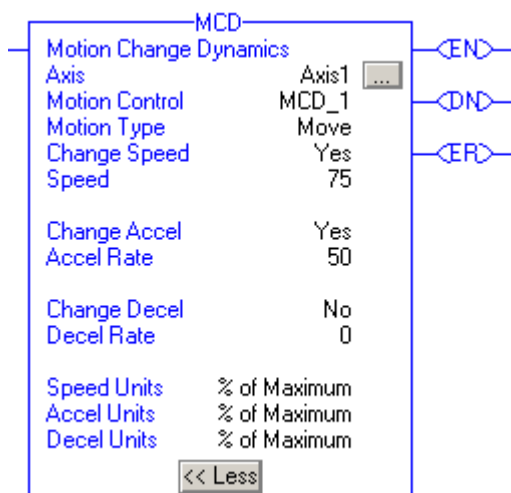 MCD
Motion Change Dynamics
Axis Axis1 ...
Motion Control MCD_1
Motion Type Move
Change Speed Yes
Speed 75
Change Accel Yes
Accel Rate 50
Change Decel No
Decel Rate 0
Speed Units % of Maximum
Accel Units % of Maximum
Decel Units % of Maximum
<< Less
EN
DN
ER